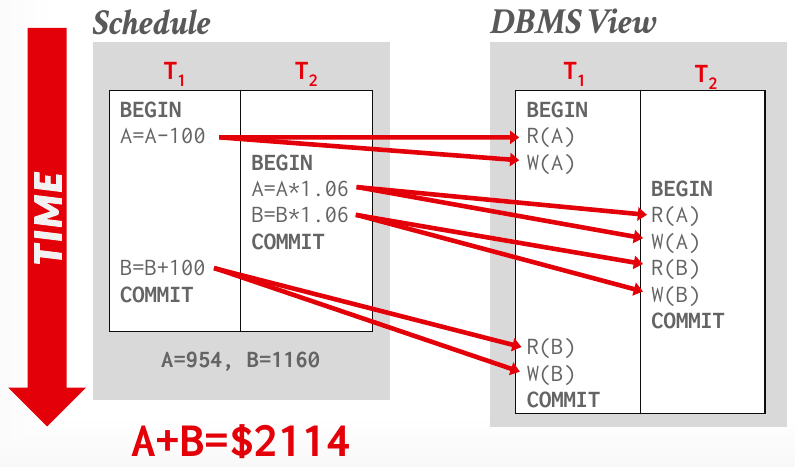 Schedule
DBMS View
TIME
T1 T2
BEGIN
A=A-100
BEGIN
A=A*1.06
B=B*1.06
COMMIT
B=B+100
COMMIT
A=954, B=1160
A+B=$2114
T1 T2
BEGIN
R(A)
W(A)
BEGIN
R(A)
W(A)
R(B)
W(B)
COMMIT
R(B)
W(B)
COMMIT